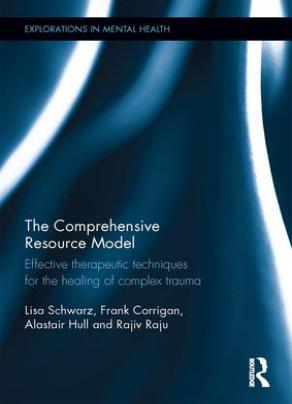 EXPLORATIONS IN MENTAL HEALTH
The Comprehensive
Resource Model
Effective therapeutic techniques
for the healing of complex trauma
Lisa Schwarz, Frank Corrigan,
Alastair Hull and Rajiv Raju
ROUTLEDGE